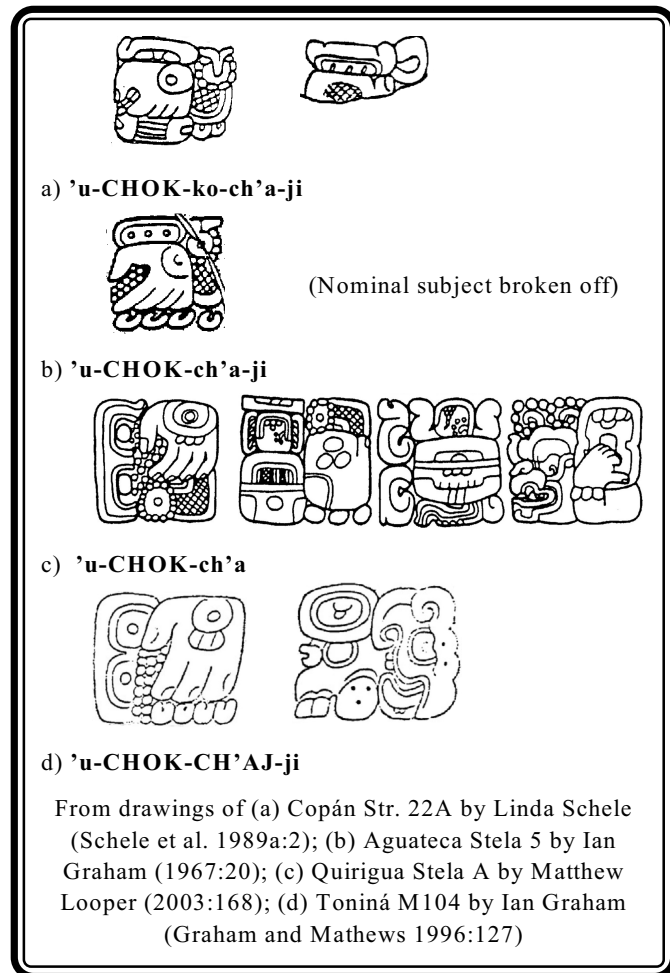 a) ’u-CHOK-ko-ch’a-ji
(Nominal subject broken off)
b) ’u-CHOK-ch’a-ji
c) ’u-CHOK-ch’a
d) ’u-CHOK-CH’AJ-ji
From drawings of (a) Copán Str. 22A by Linda Schele
(Schele et al. 1989a:2); (b) Aguateca Stela 5 by Ian
Graham (1967:20); (c) Quirigua Stela A by Matthew
Looper (2003:168); (d) Toniná M104 by Ian Graham
(Graham and Mathews 1996:127)